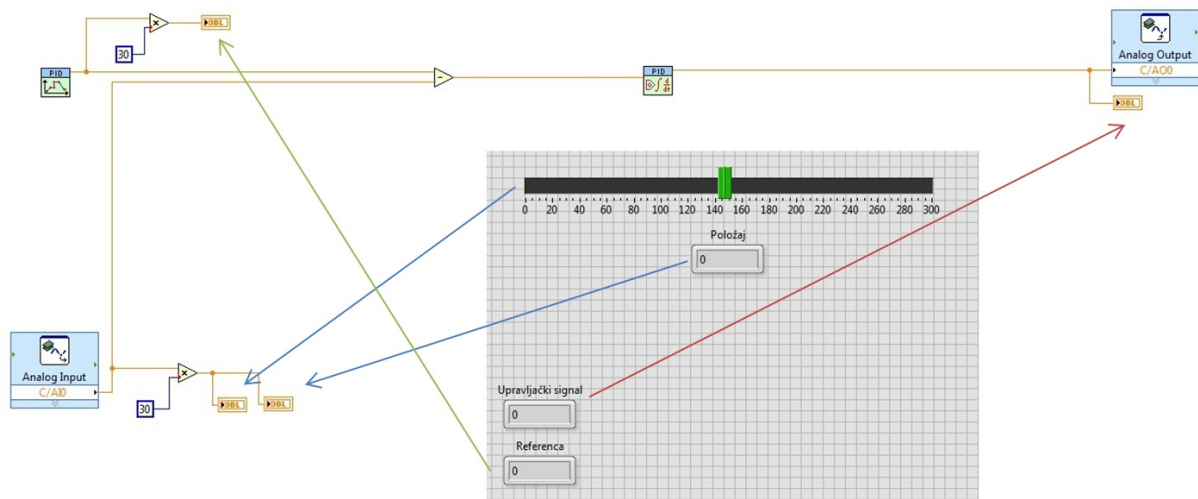 DBL
30
PID
PID
Analog Output
C/AO0
DBL
0 20 40 60 80 100 120 140 160 180 200 220 240 260 280 300
Položaj
0
Analog Input
C/AI0
30
DBL
DBL
Upravljački signal
0
Referenca
0